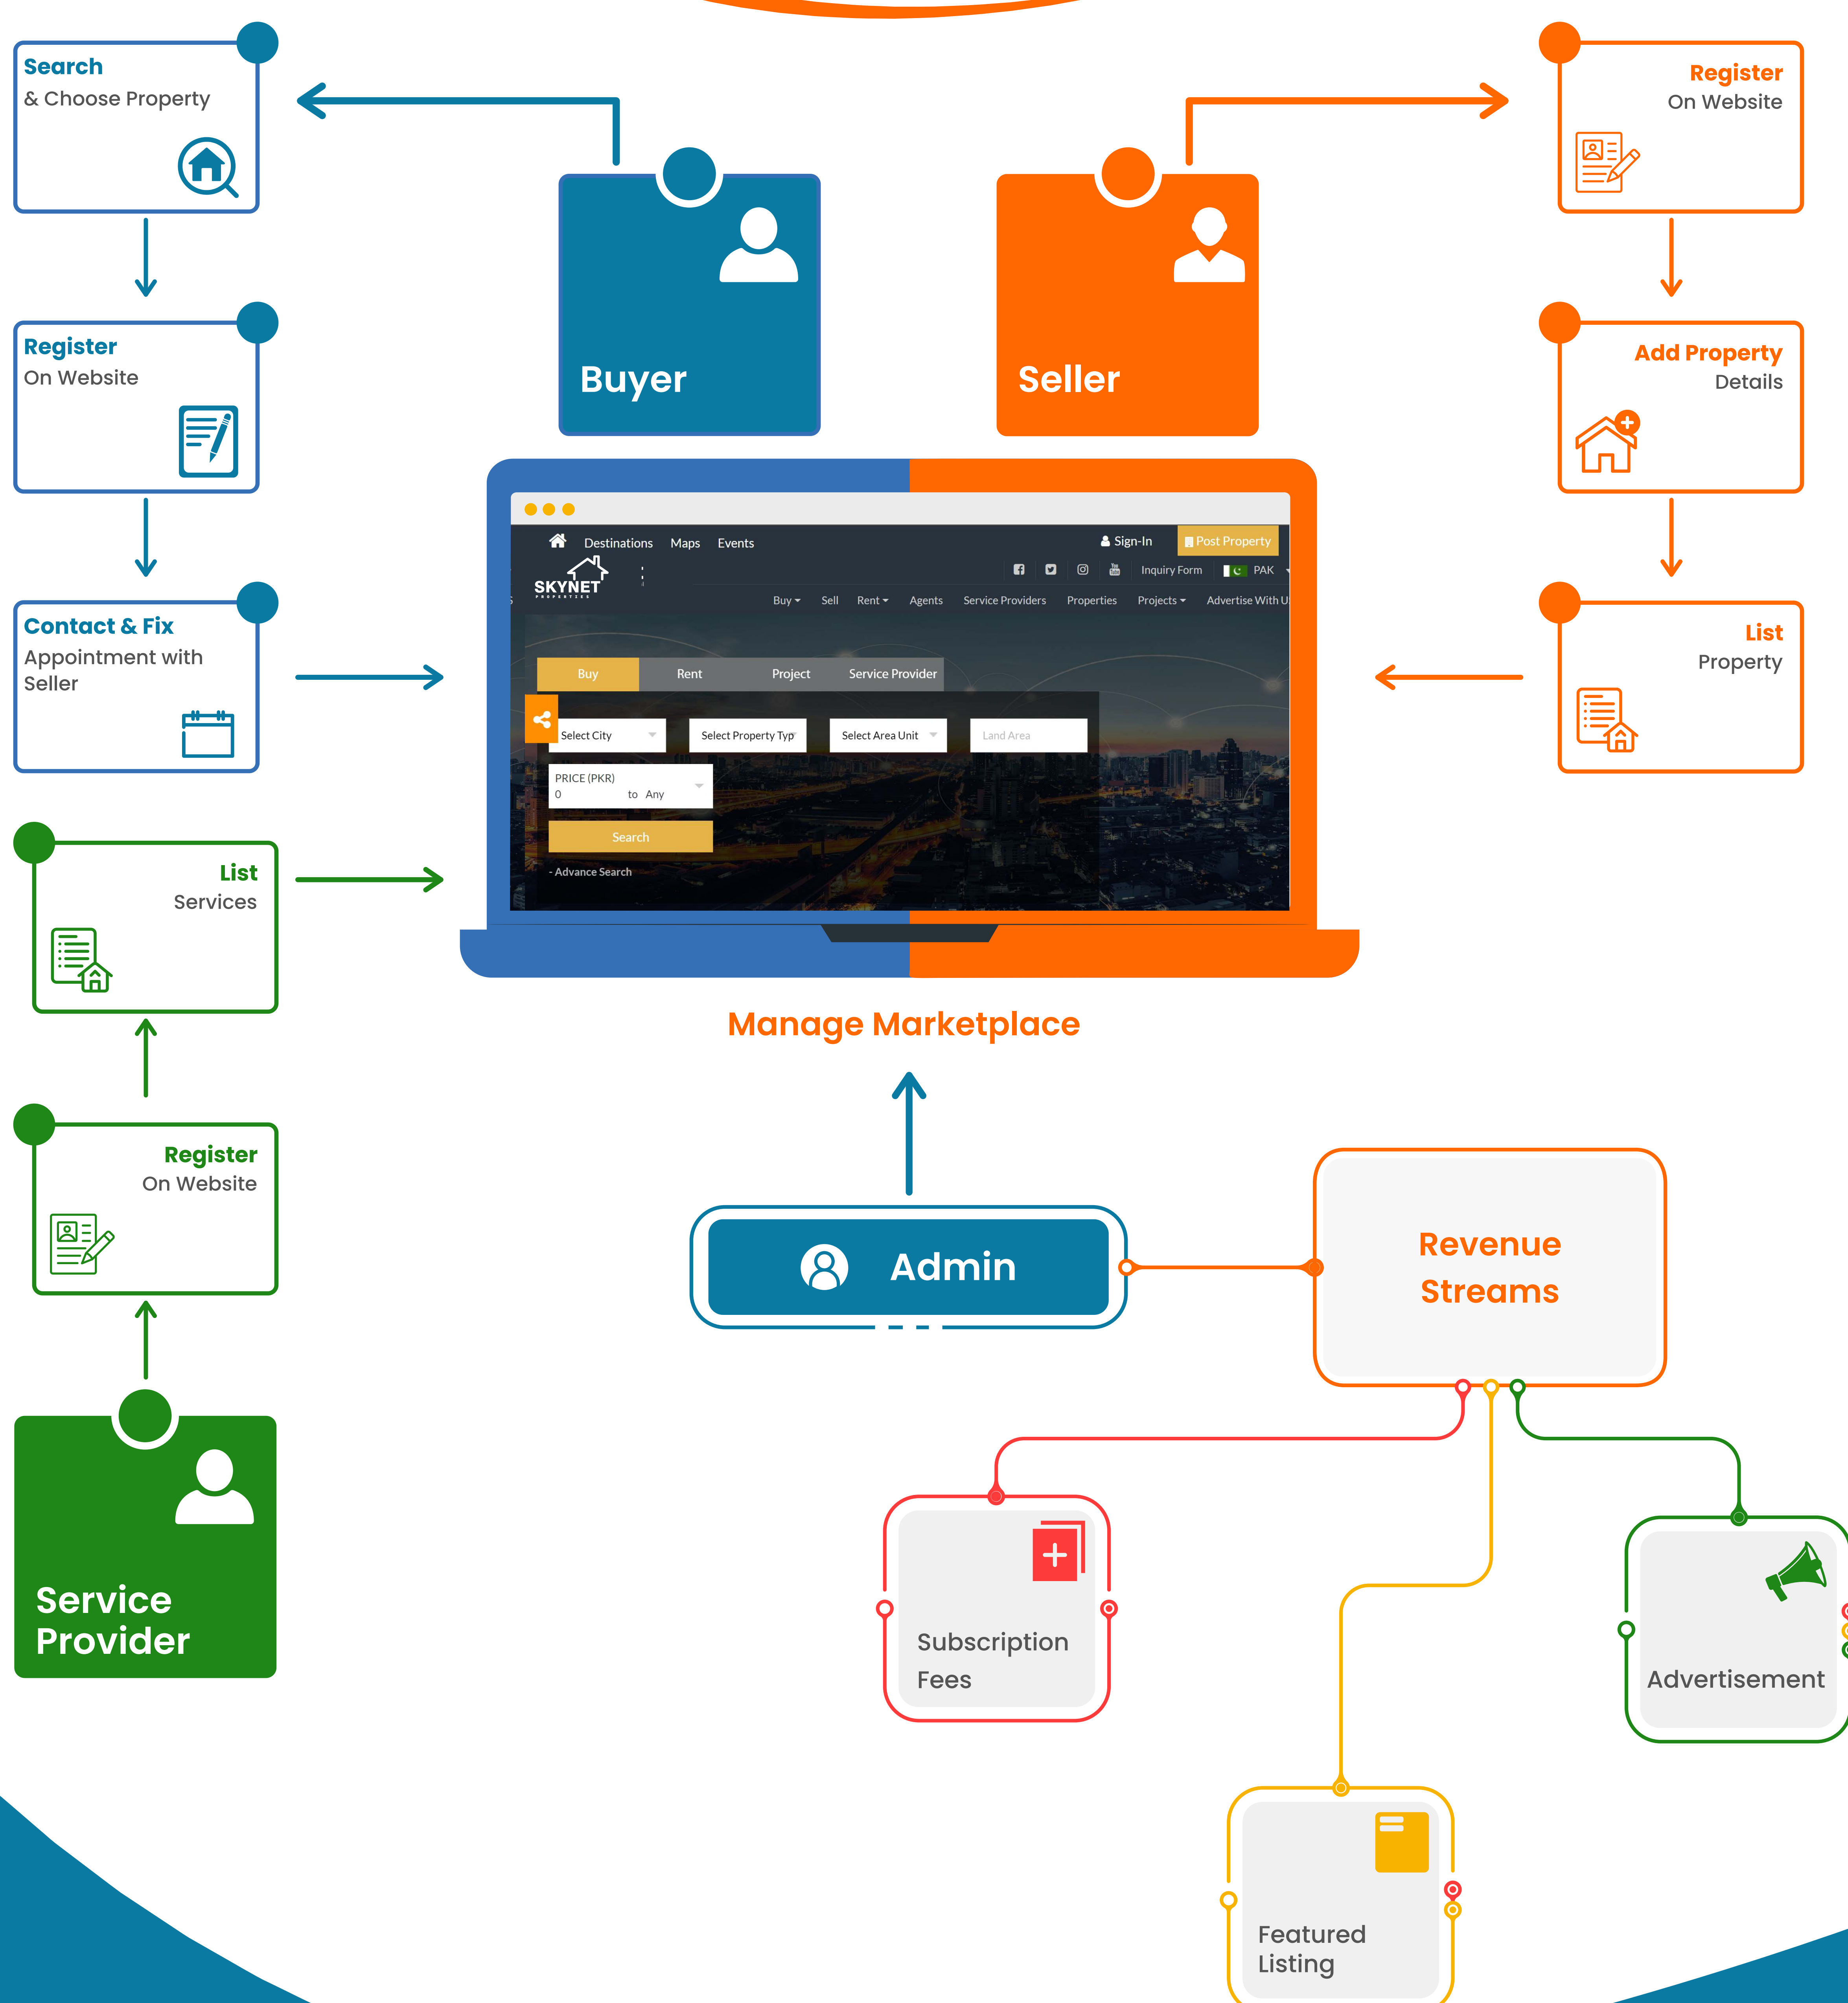 Search
& Choose Property
Register
On Website
Contact & Fix
Appointment with
Seller
Buyer
Seller
Register
On Website
Add Property
Details
List
Property
Destinations
Maps
Events
Sign-In
Post Property
Inquiry Form
PAK
SKYNET
PROPERTIES
Buy
Sell
Rent
Agents
Service Providers
Properties
Projects
Advertise With U
Buy
Rent
Project
Service Provider
Select City
Select Property Typ
Select Area Unit
Land Area
PRICE (PKR)
0 to Any
Search
- Advance Search
List
Services
Register
On Website
Service
Provider
Manage Marketplace
Admin
Revenue
Streams
Subscription
Fees
Advertisement
Featured
Listing